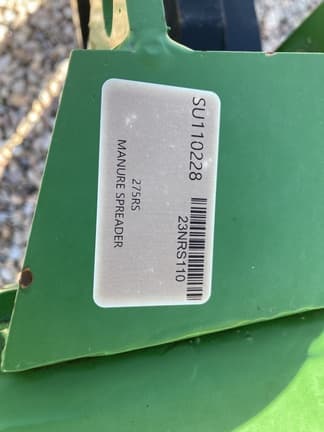 SU110228
23NRS110
275RS
MANURE SPREADER